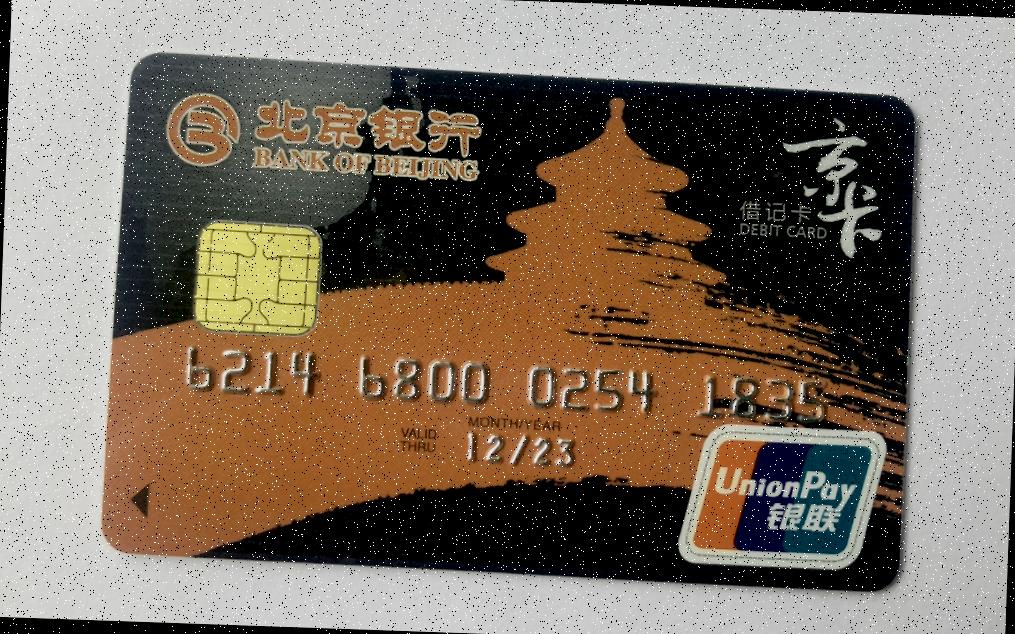 北京银行
BANK OF BEIJING
京卡
借记卡
DEBIT CARD
6214 6800 0254 1835
MONTH/YEAR
VALID THRU 12/23
UnionPay
银联